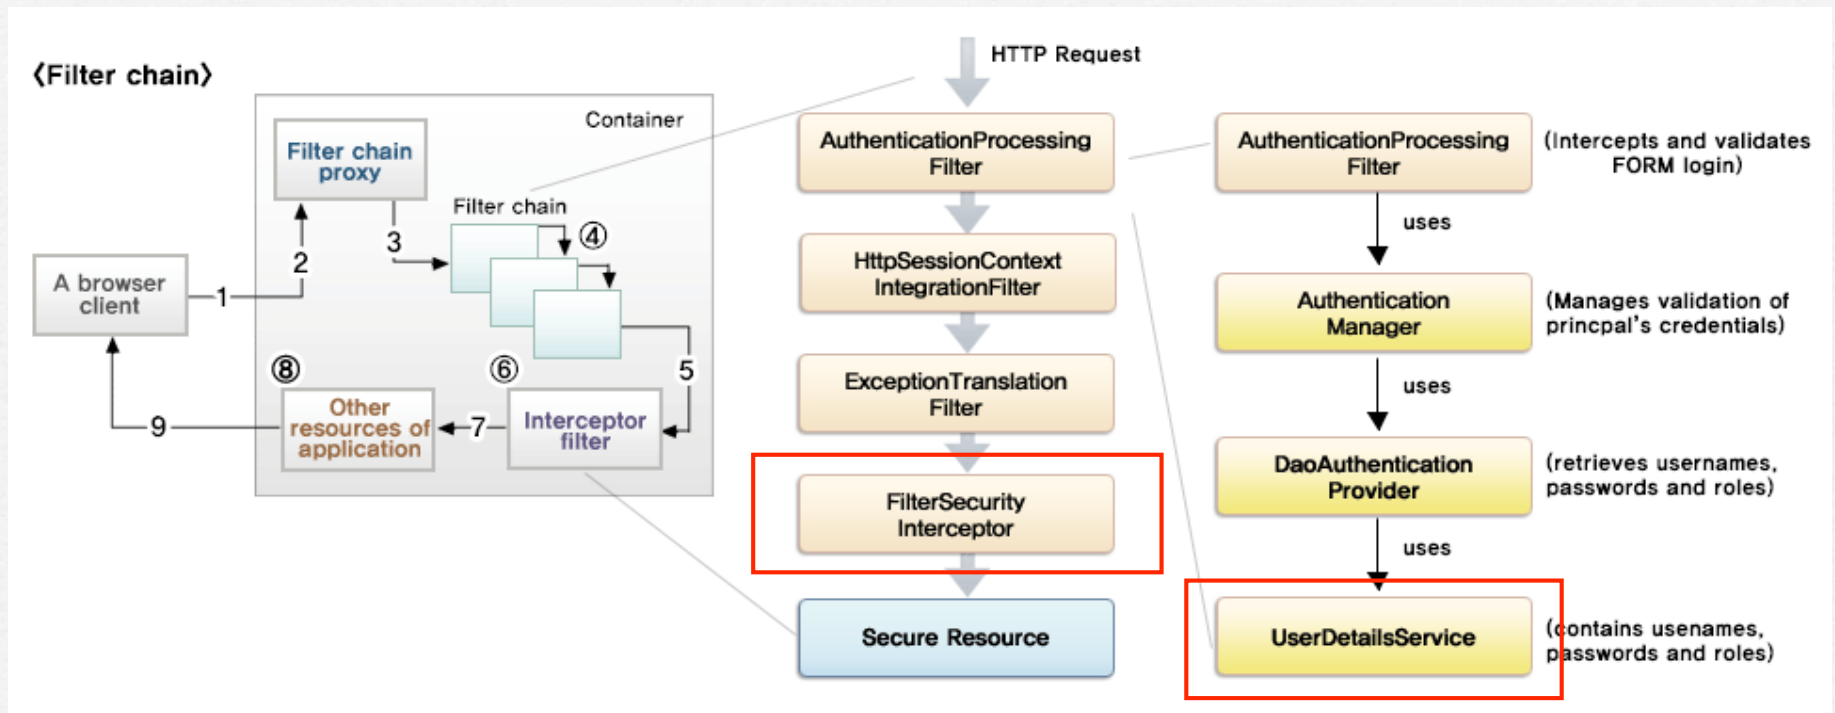 〈Filter chain〉
Container
Filter chain
proxy
Filter chain
④
3
2
A browser
client
1
5
⑧
⑥
Other
resources of
application
Interceptor
filter
9
7
HTTP Request
AuthenticationProcessing
Filter
HttpSessionContext
IntegrationFilter
ExceptionTranslation
Filter
FilterSecurity
Interceptor
Secure Resource
AuthenticationProcessing
Filter
(Intercepts and validates
FORM login)
uses
Authentication
Manager
(Manages validation of
princpal's credentials)
uses
DaoAuthentication
Provider
(retrieves usernames,
passwords and roles)
uses
UserDetailsService
(contains usenames,
passwords and roles)